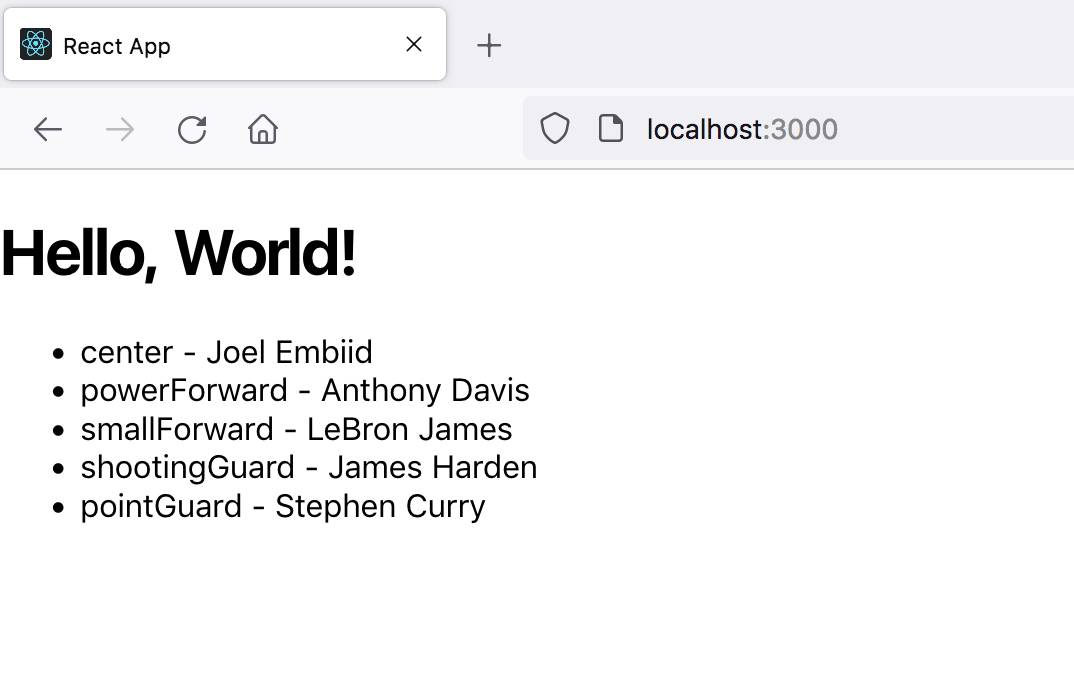 React App
localhost:3000
Hello, World!
center - Joel Embiid
powerForward - Anthony Davis
smallForward - LeBron James
shootingGuard - James Harden
pointGuard - Stephen Curry